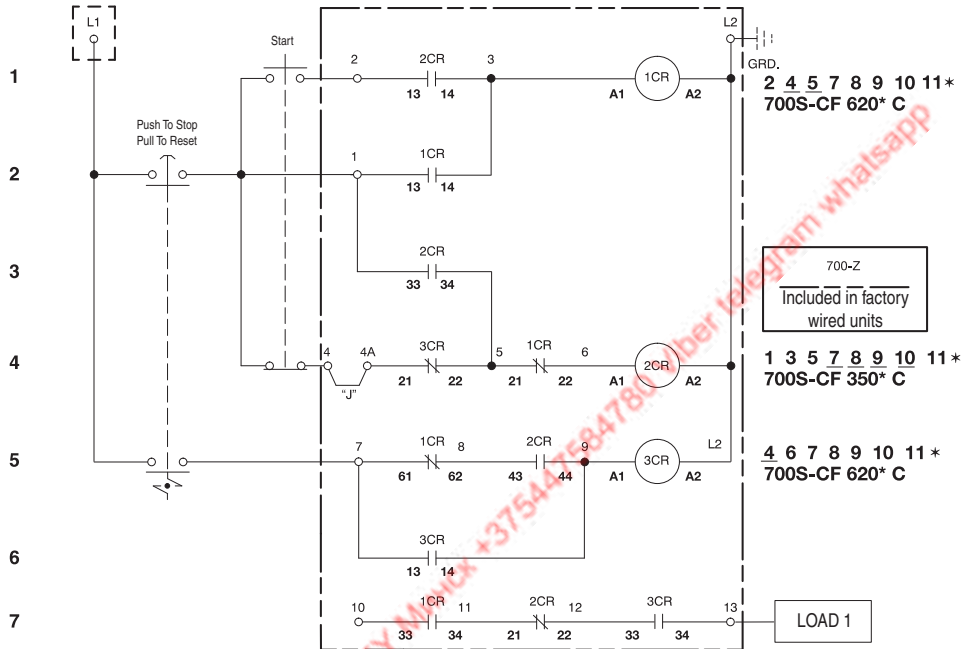 L1
Start
L2
GRD.
1
2
2CR
3
13 14
A1
1CR
A2
2 4 5 7 8 9 10 11*
700S-CF 620* C
Push To Stop
Pull To Reset
2
1
1CR
13 14
3
2CR
33 34
700-Z
Included in factory
wired units
4
4
4A
"J"
3CR
21 22
5
1CR
21 22
6
A1
2CR
A2
1 3 5 7 8 9 10 11*
700S-CF 350* C
5
7
1CR
61 62
8
2CR
43 44
9
A1
3CR
A2
L2
4 6 7 8 9 10 11*
700S-CF 620* C
6
3CR
13 14
7
10
1CR
33 34
11
2CR
21 22
12
3CR
33 34
13
LOAD 1
Минск +375447584780 Viber telegram whatsapp